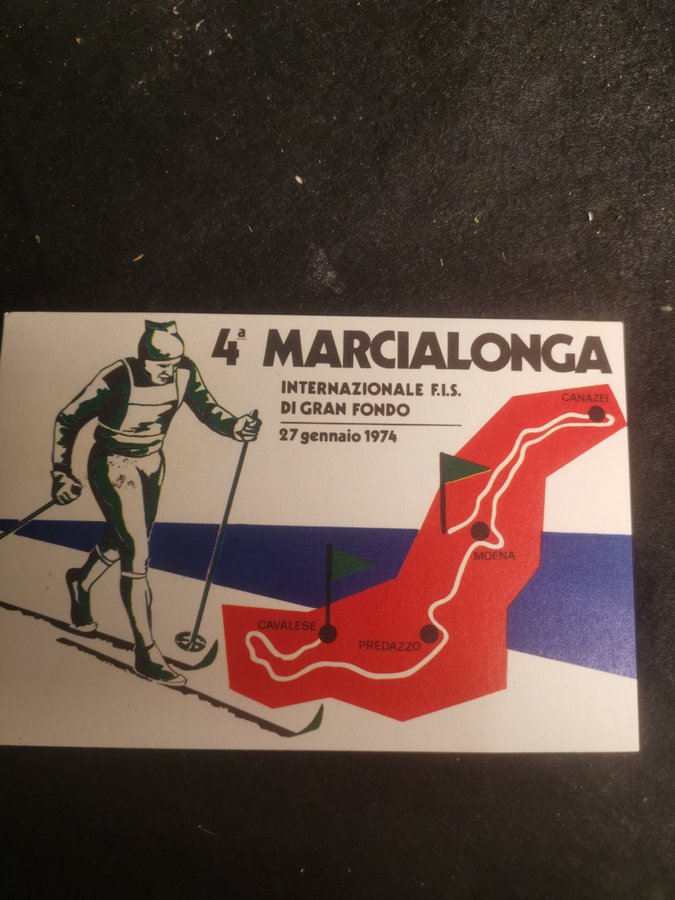 4ª MARCIALONGA
INTERNAZIONALE F.I.S.
DI GRAN FONDO
27 gennaio 1974
CANAZEI
MOENA
CAVALESE
PREDAZZO